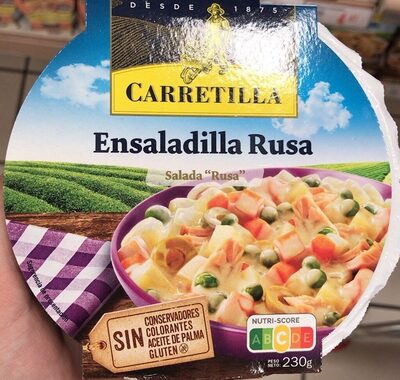 DESDE 1875
CARRETILLA
Ensaladilla Rusa
Salada "Rusa"
SIN
CONSERVADORES
COLORANTES
ACEITE DE PALMA
GLUTEN
NUTRI-SCORE
ABCDE
PESO
NETO: 230g